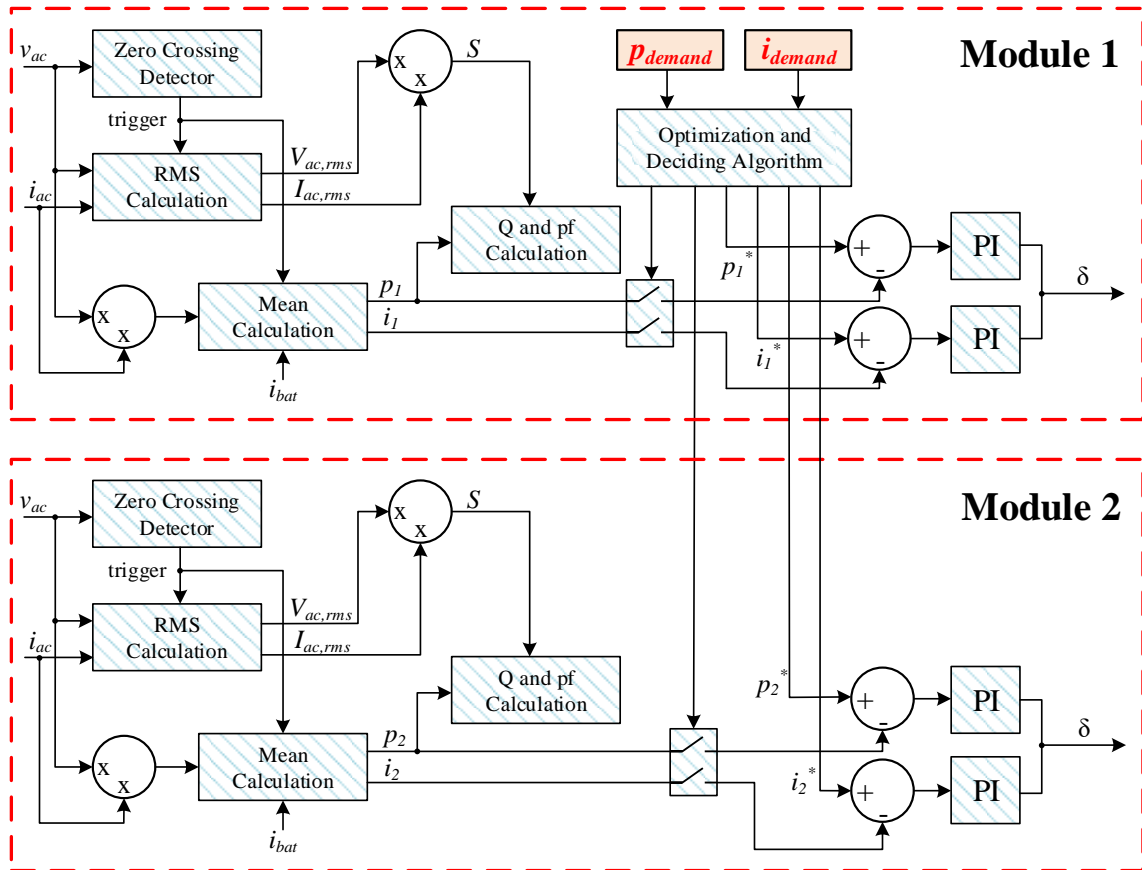 Module 1
v_ac
Zero Crossing
Detector
x
x
S
p_demand
i_demand
trigger
Optimization and
Deciding Algorithm
i_ac
RMS
Calculation
V_ac,rms
I_ac,rms
Q and pf
Calculation
p_1^*
+
-
PI
δ
x
x
Mean
Calculation
p_1
i_1
i_1^*
+
-
PI
i_bat
Module 2
v_ac
Zero Crossing
Detector
x
x
S
trigger
i_ac
RMS
Calculation
V_ac,rms
I_ac,rms
Q and pf
Calculation
p_2^*
+
-
PI
δ
x
x
Mean
Calculation
p_2
i_2
i_2^*
+
-
PI
i_bat